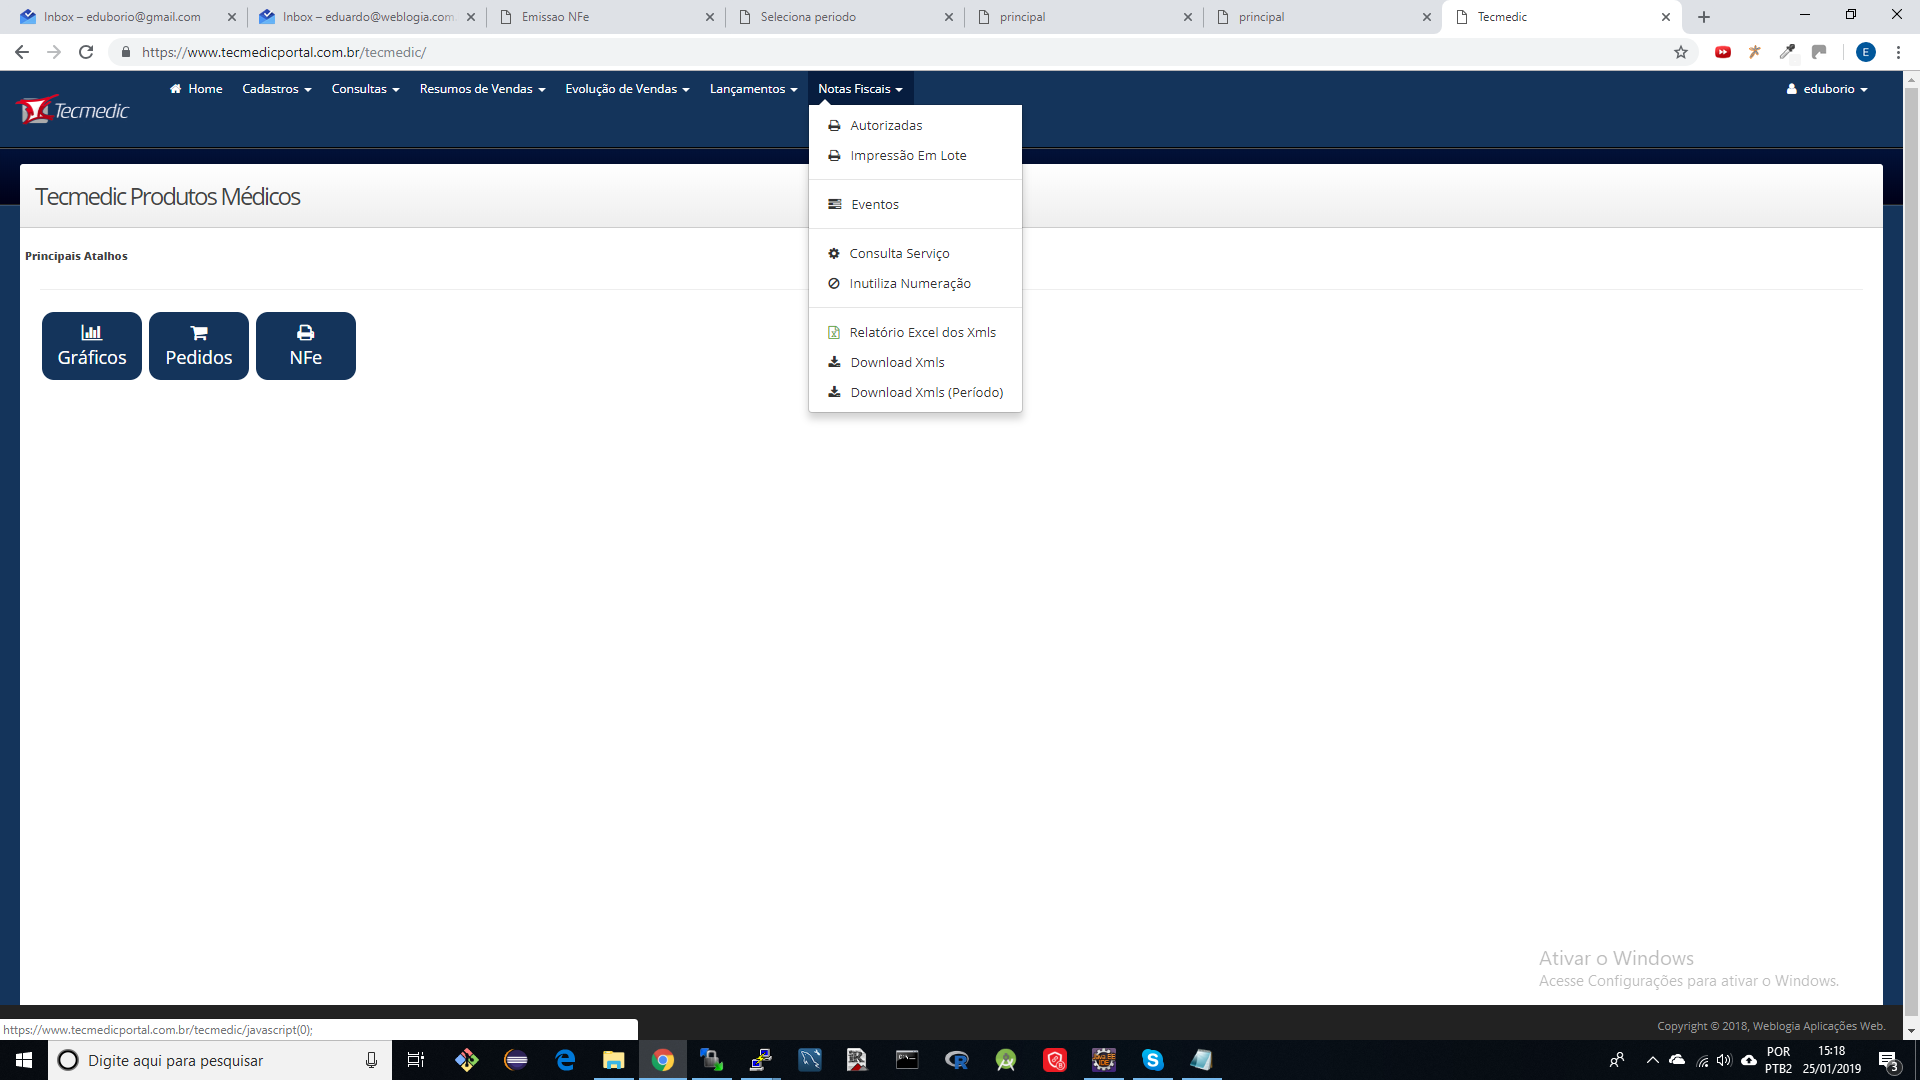 Inbox – eduborio@gmail.com
Inbox – eduardo@weblogia.com
Emissao NFe
Seleciona periodo
principal
principal
Tecmedic
https://www.tecmedicportal.com.br/tecmedic/
E
Tecmedic
Home
Cadastros
Consultas
Resumos de Vendas
Evolução de Vendas
Lançamentos
Notas Fiscais
eduborio
Autorizadas
Impressão Em Lote
Eventos
Consulta Serviço
Inutiliza Numeração
Relatório Excel dos Xmls
Download Xmls
Download Xmls (Período)
Tecmedic Produtos Médicos
Principais Atalhos
Gráficos
Pedidos
NFe
Ativar o Windows
Acesse Configurações para ativar o Windows.
https://www.tecmedicportal.com.br/tecmedic/javascript(0);
Copyright © 2018, Weblogia Aplicações Web.
Digite aqui para pesquisar
POR
PTB2
15:18
25/01/2019
3